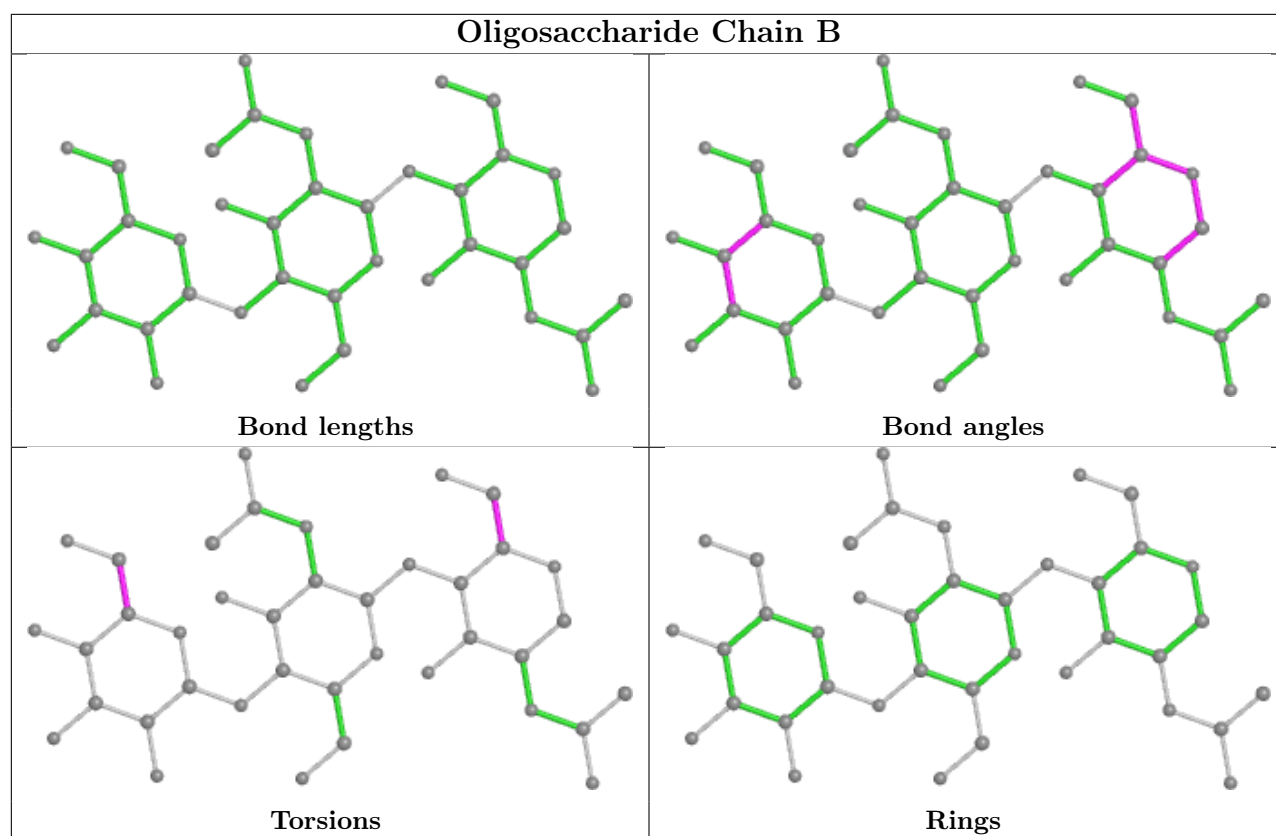 Oligosaccharide Chain B
Bond lengths
Bond angles
Torsions
Rings